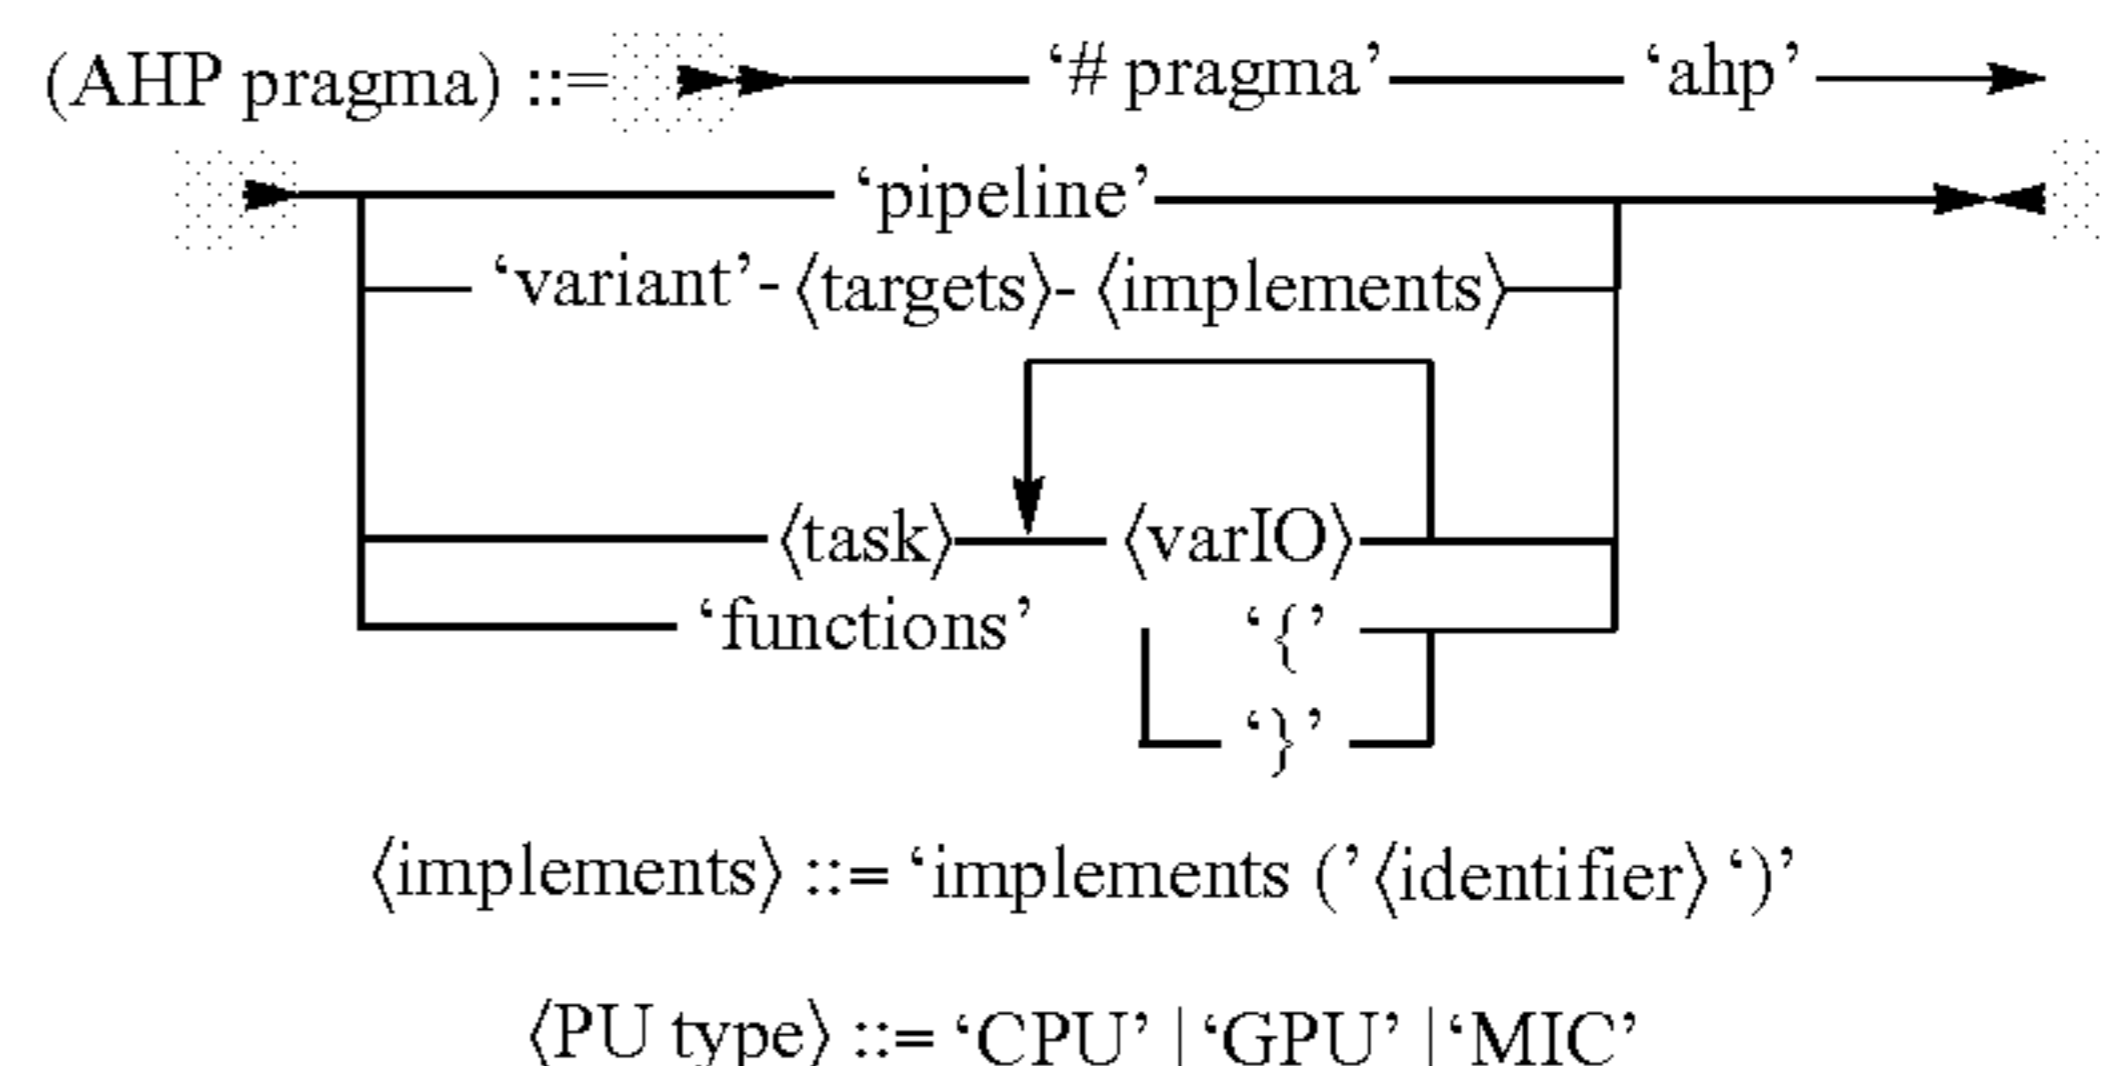 (AHP pragma) ::= ‘# pragma’ ‘ahp’
‘pipeline’
‘variant’- ⟨targets⟩- ⟨implements⟩
⟨task⟩ ⟨varIO⟩
‘functions’ ‘{’
‘}’
⟨implements⟩ ::= ‘implements (’ ⟨identifier⟩ ‘)’
⟨PU type⟩ ::= ‘CPU’ | ‘GPU’ | ‘MIC’